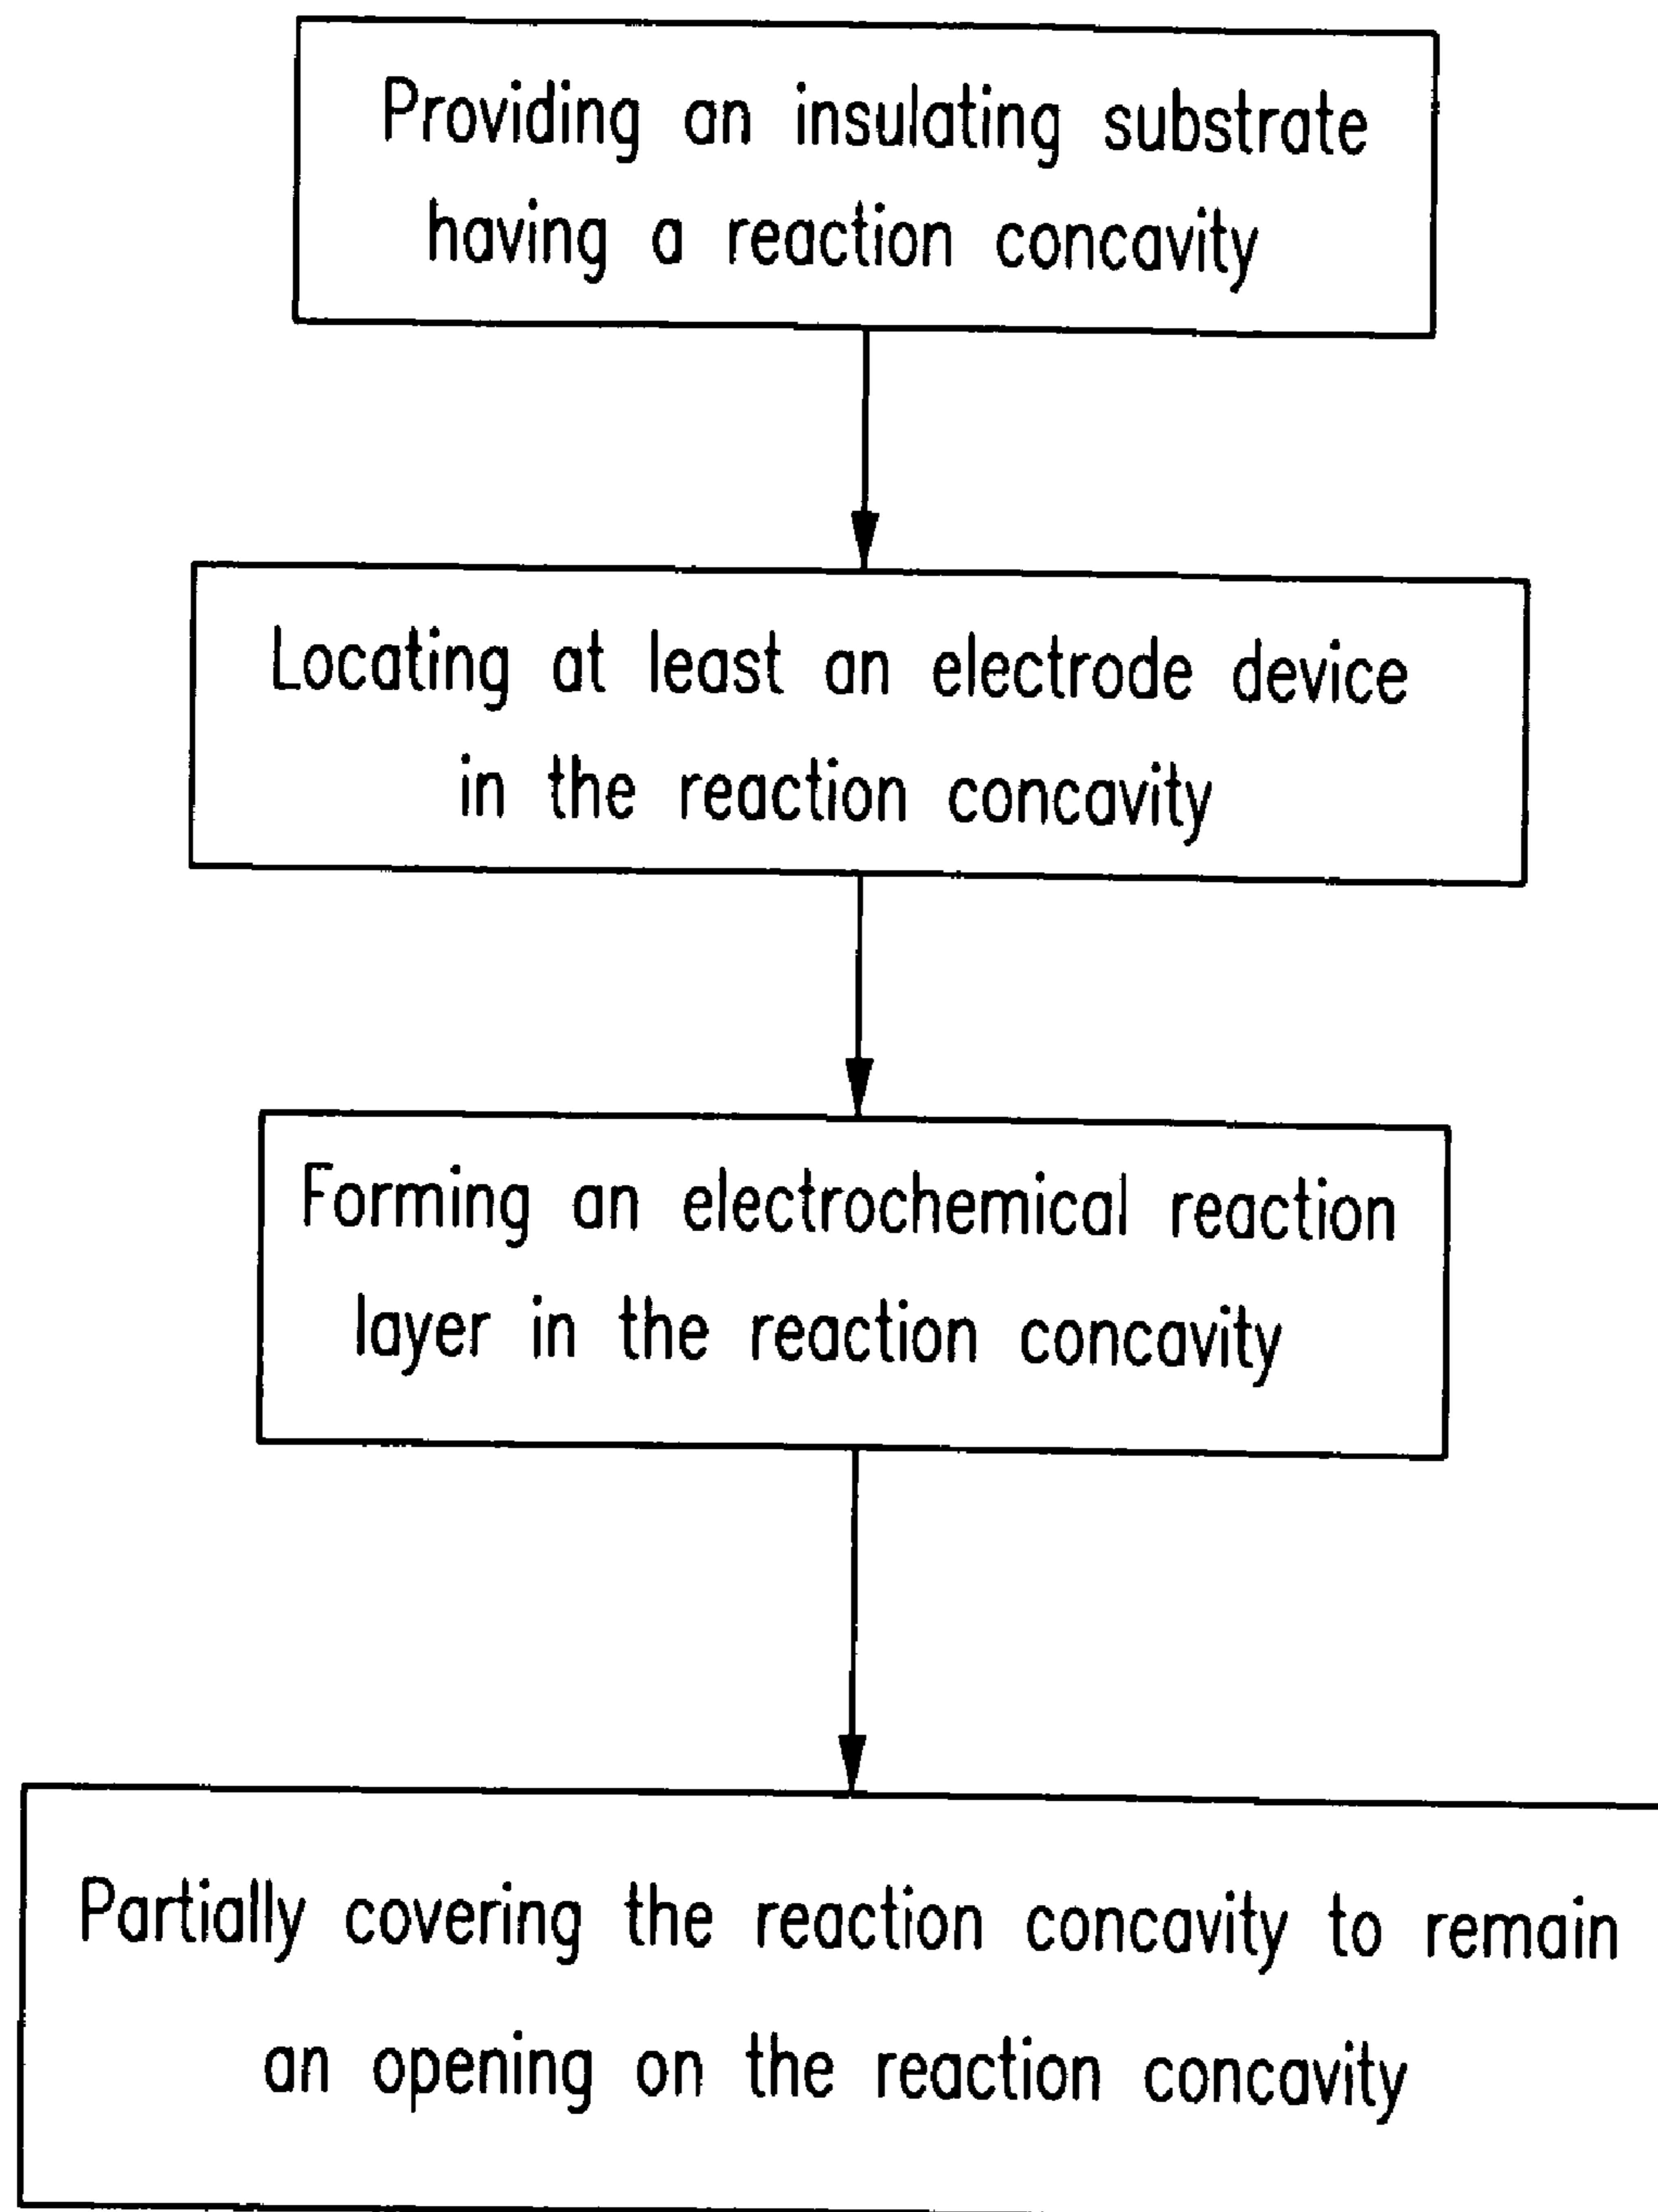 Providing an insulating substrate
having a reaction concavity
Locating at least an electrode device
in the reaction concavity
Forming an electrochemical reaction
layer in the reaction concavity
Partially covering the reaction concavity to remain
an opening on the reaction concavity